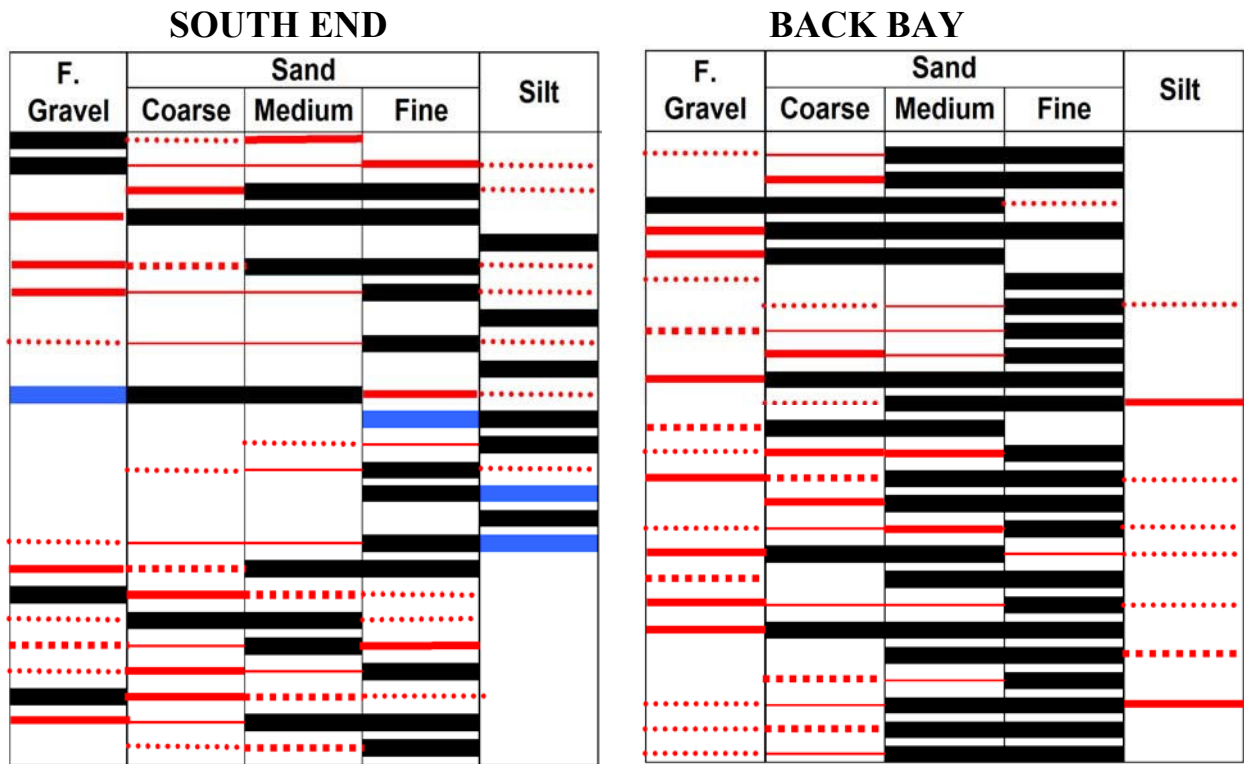 SOUTH END
F. Gravel
Sand
Coarse Medium Fine
Silt
BACK BAY
F. Gravel
Sand
Coarse Medium Fine
Silt